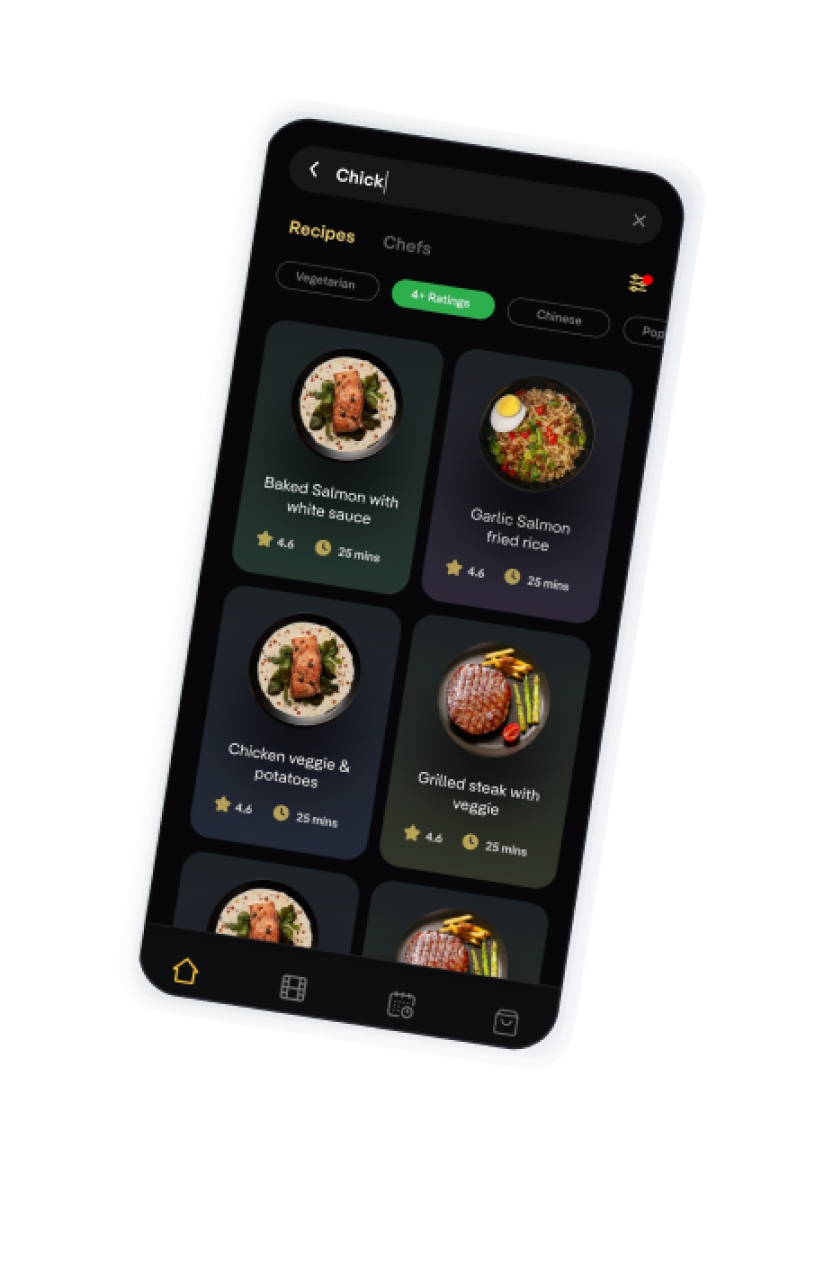 Chick
Recipes
Chefs
Vegetarian
4+ Ratings
Chinese
Pop
Baked Salmon with
white sauce
4.6
25 mins
Garlic Salmon
fried rice
4.6
25 mins
Chicken veggie &
potatoes
4.6
25 mins
Grilled steak with
veggie
4.6
25 mins